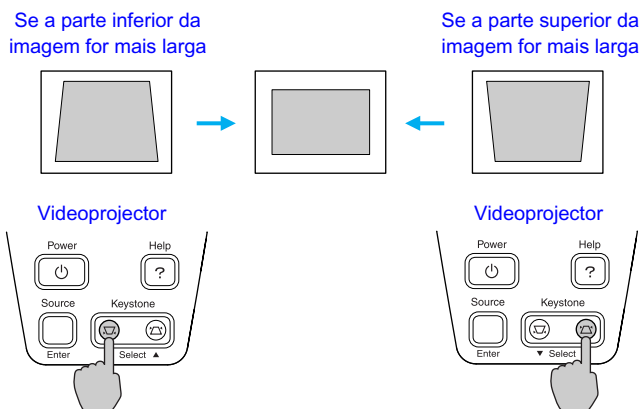 Se a parte inferior da
imagem for mais larga
Se a parte superior da
imagem for mais larga
Videoprojector
Power
Help
?
Source
Keystone
Enter
Select ▲
Videoprojector
Power
Help
?
Source
Keystone
Enter
▼ Select